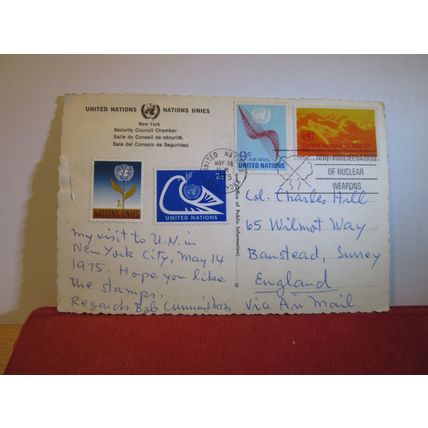 UNITED NATIONS NATIONS UNIES
New York
Security Council Chamber
Salle du Conseil de sécurité.
Sala del Consejo de Seguridad.
9c
AIR MAIL
UNITED NATIONS
UNITED
MAY 14
NATIONS UNIES
UNITED NATIONS
OF NUCLEAR
WEAPONS
my visit to U.N. in
New York City, May 14
1975. Hope you like
the stamps.
Regards Bob
Col. Charles Hill
65 Wilmot Way
Banstead, Surrey
England
Via Air Mail